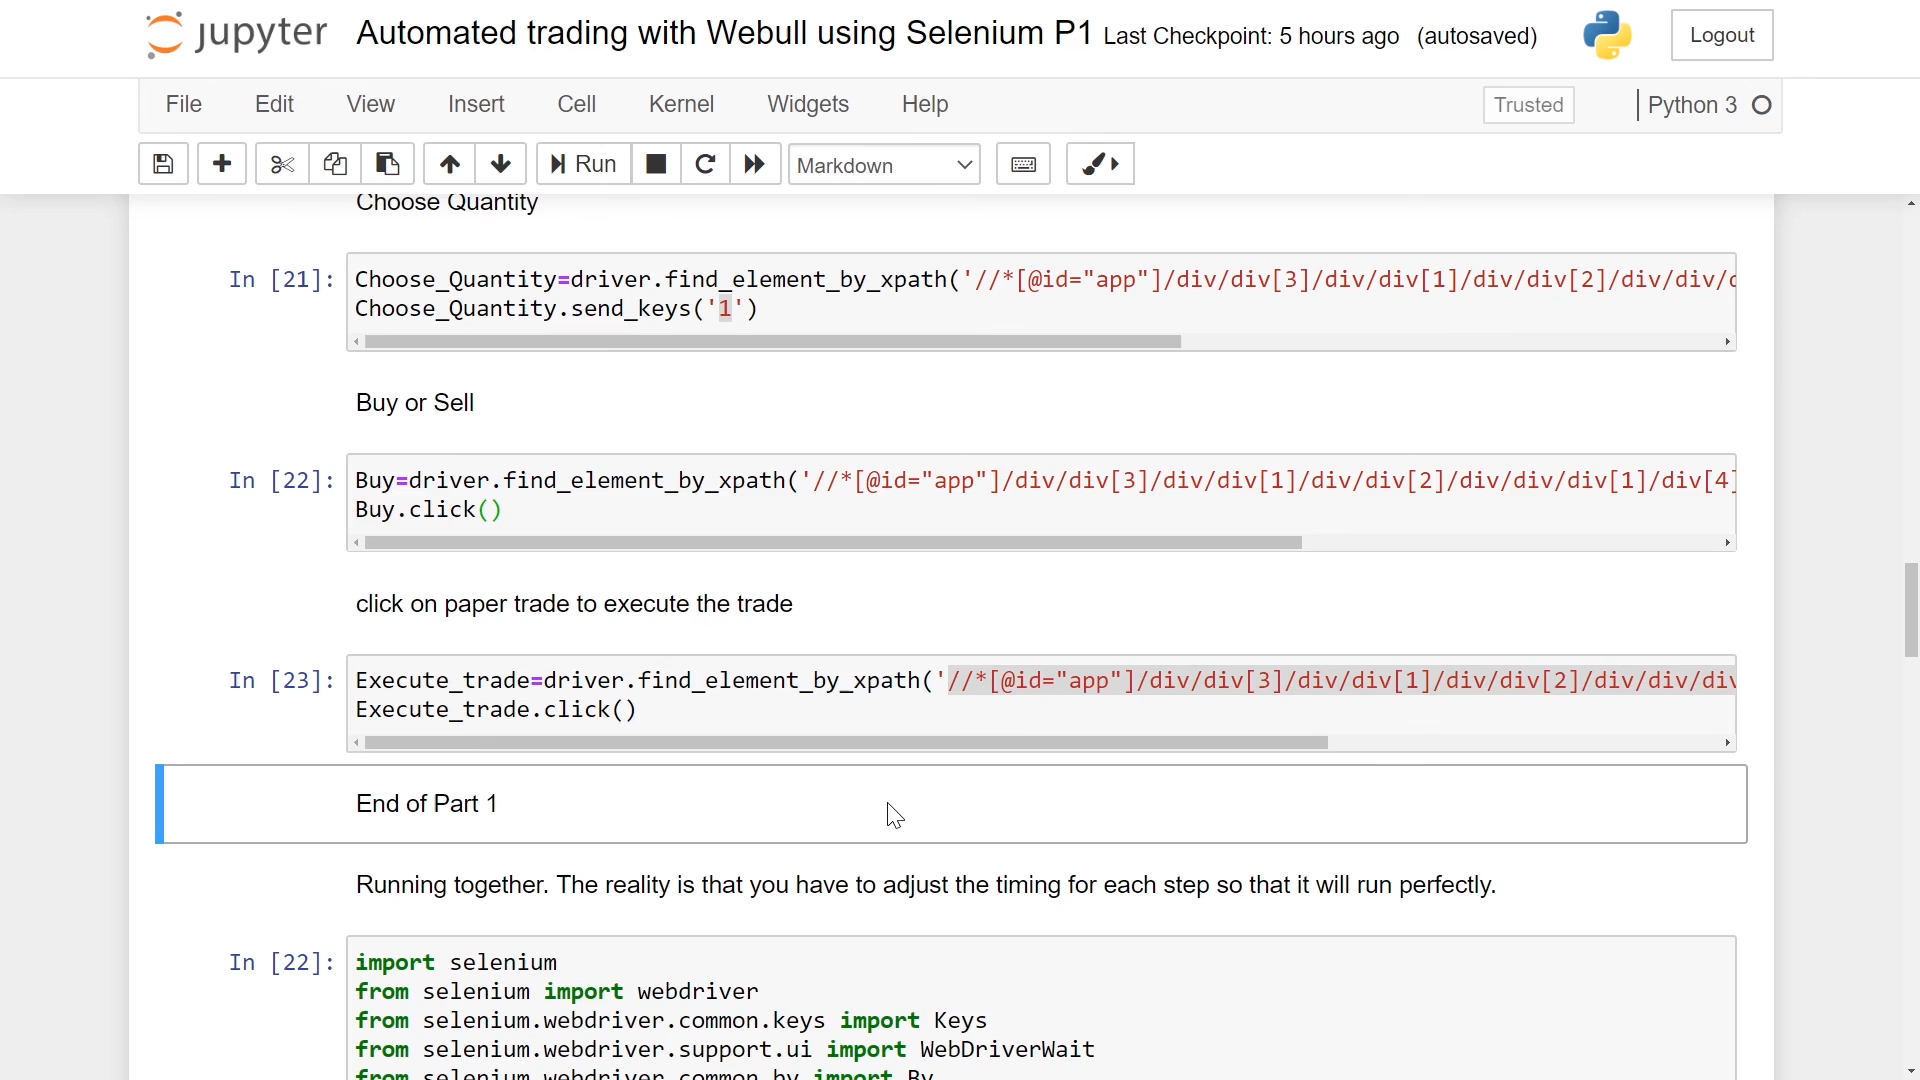 jupyter Automated trading with Webull using Selenium P1 Last Checkpoint: 5 hours ago (autosaved) Logout
File Edit View Insert Cell Kernel Widgets Help Trusted Python 3
Run Markdown
Choose Quantity
In [21]: Choose_Quantity=driver.find_element_by_xpath('//*[@id="app"]/div/div[3]/div/div[1]/div/div[2]/div/div/d
Choose_Quantity.send_keys('1')
Buy or Sell
In [22]: Buy=driver.find_element_by_xpath('//*[@id="app"]/div/div[3]/div/div[1]/div/div[2]/div/div/div[1]/div[4]
Buy.click()
click on paper trade to execute the trade
In [23]: Execute_trade=driver.find_element_by_xpath('//*[@id="app"]/div/div[3]/div/div[1]/div/div[2]/div/div/div
Execute_trade.click()
End of Part 1
Running together. The reality is that you have to adjust the timing for each step so that it will run perfectly.
In [22]: import selenium
from selenium import webdriver
from selenium.webdriver.common.keys import Keys
from selenium.webdriver.support.ui import WebDriverWait
from selenium.webdriver.common.by import By